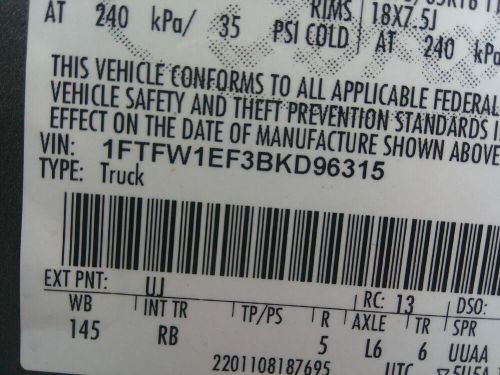 RIMS 18X7.5J
AT 240 kPa/ 35 PSI COLD AT 240 kPa
THIS VEHICLE CONFORMS TO ALL APPLICABLE FEDERAL
VEHICLE SAFETY AND THEFT PREVENTION STANDARDS
EFFECT ON THE DATE OF MANUFACTURE SHOWN ABOVE
VIN: 1FTFW1EF3BKD96315
TYPE: Truck
EXT PNT: UJ RC: 13 DSO:
WB INT TR TP/PS R AXLE TR SPR
145 RB 5 L6 6 UUAA
2201108187695 UTC